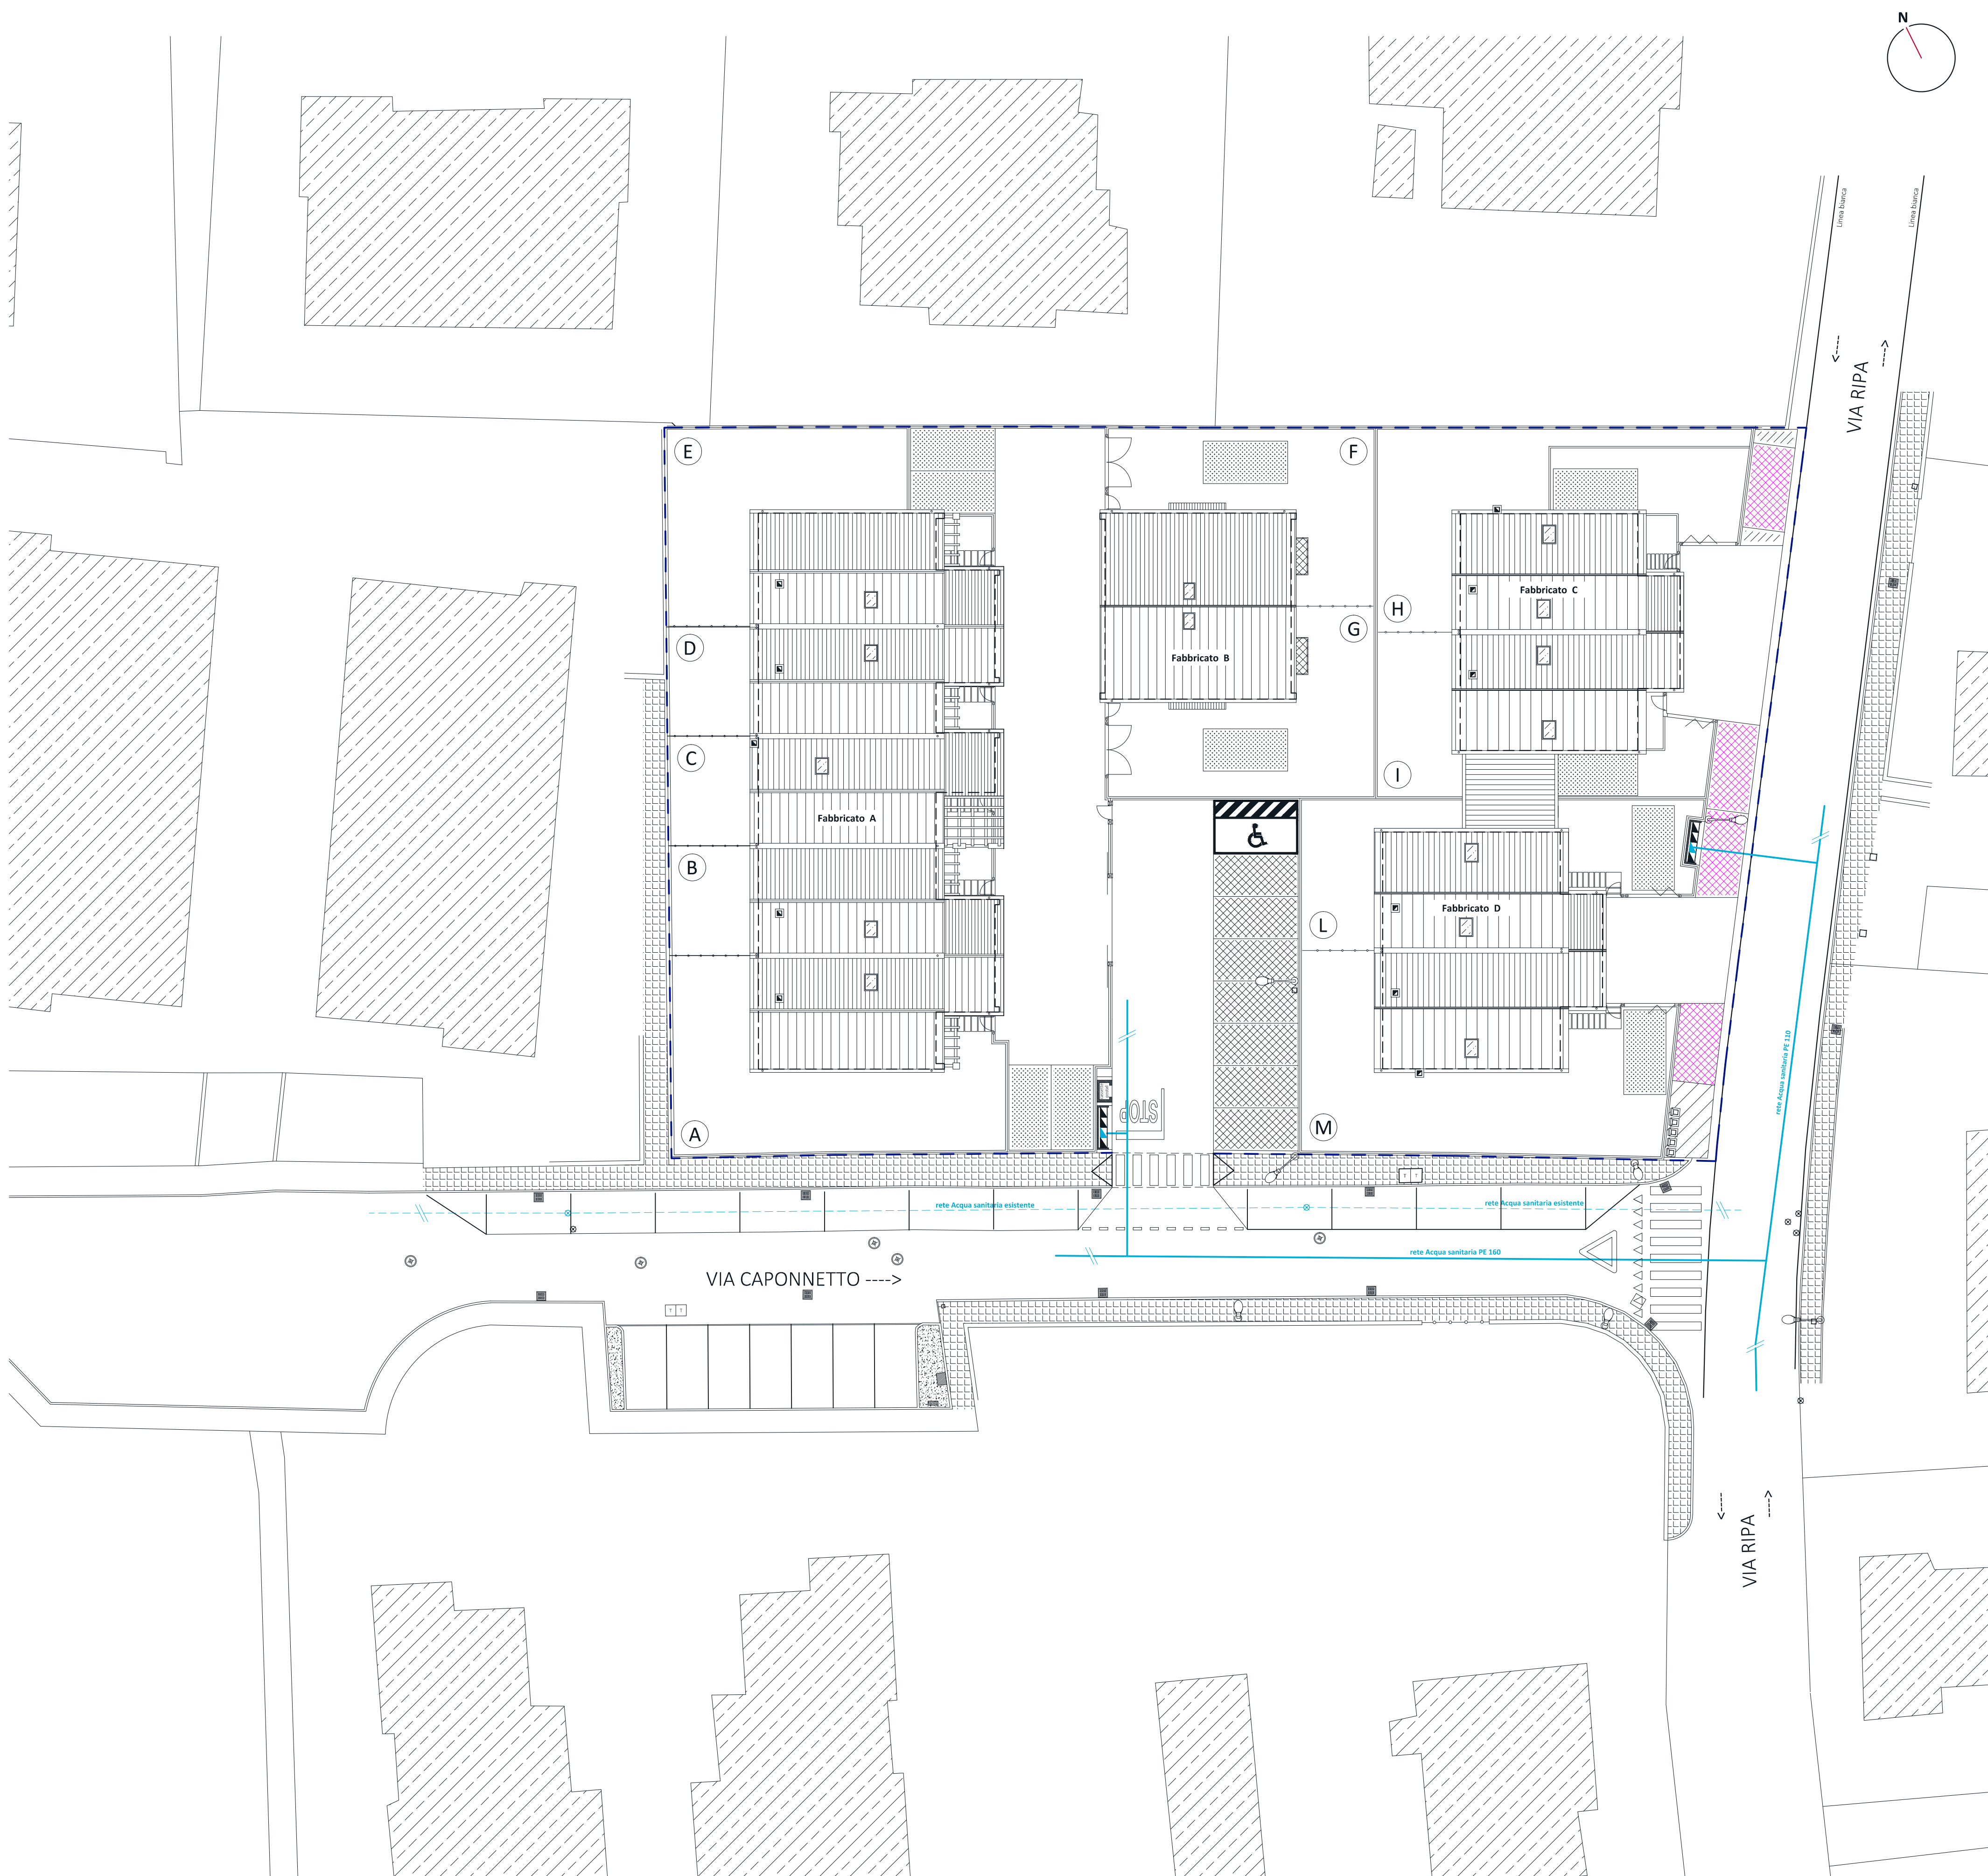 N
Linea bianca
Linea bianca
<----
---->
VIA RIPA
E
F
D
H
Fabbricato C
G
Fabbricato B
C
I
Fabbricato A
B
Fabbricato D
L
STOP
A
M
rete Acqua sanitaria PE 110
rete Acqua sanitaria esistente
rete Acqua sanitaria esistente
T T
rete Acqua sanitaria PE 160
VIA CAPONNETTO ---->
T T
<----
---->
VIA RIPA